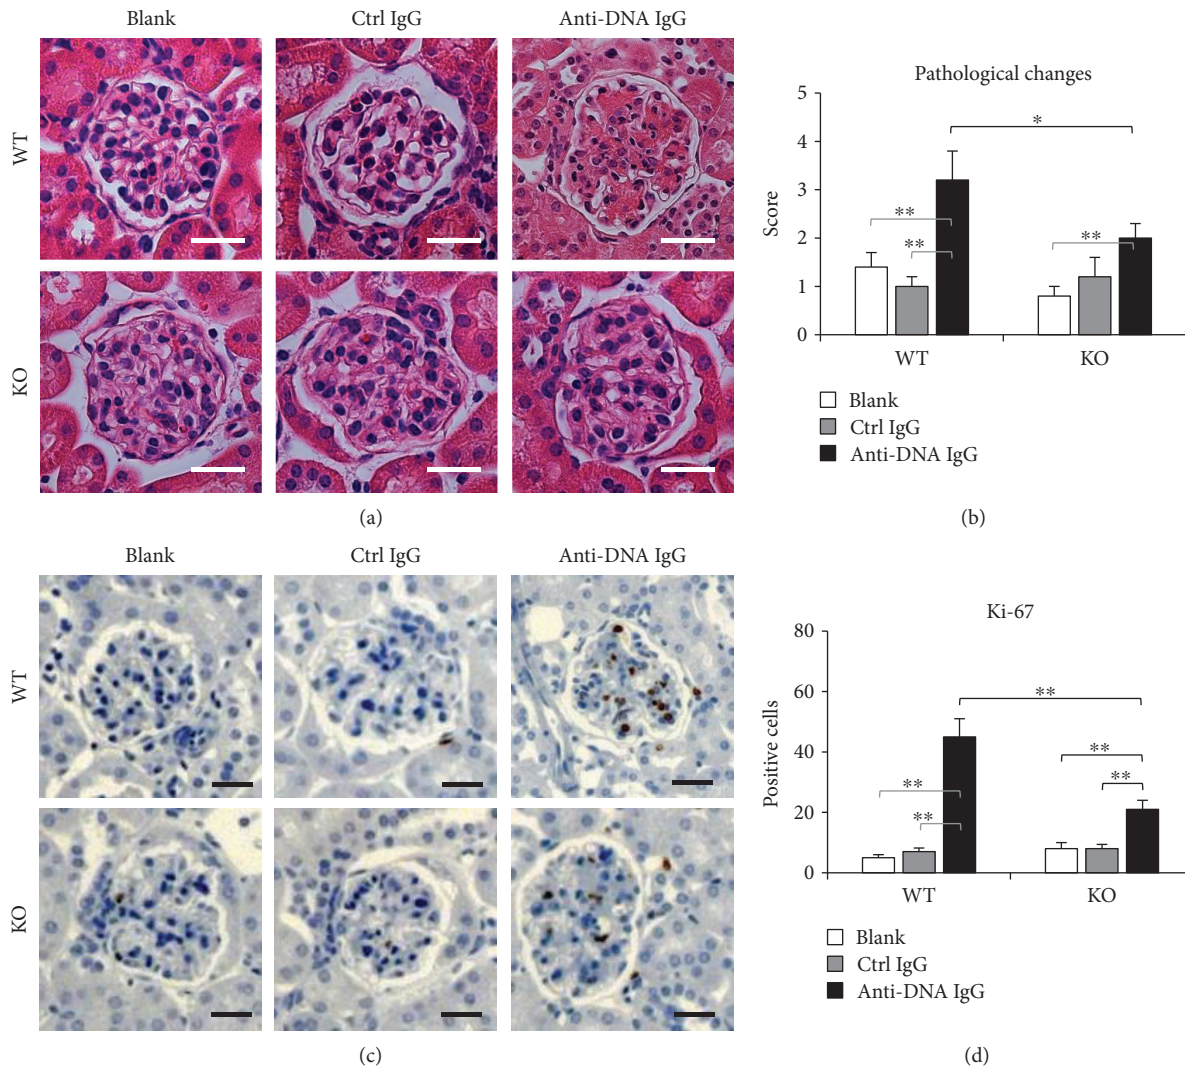 Blank Ctrl IgG Anti-DNA IgG
WT
KO
(a)
Pathological changes
Score
5
4
3
2
1
0
*
**
**
**
WT KO
Blank
Ctrl IgG
Anti-DNA IgG
(b)
Blank Ctrl IgG Anti-DNA IgG
WT
KO
(c)
Ki-67
Positive cells
80
60
40
20
0
**
**
**
**
**
WT KO
Blank
Ctrl IgG
Anti-DNA IgG
(d)